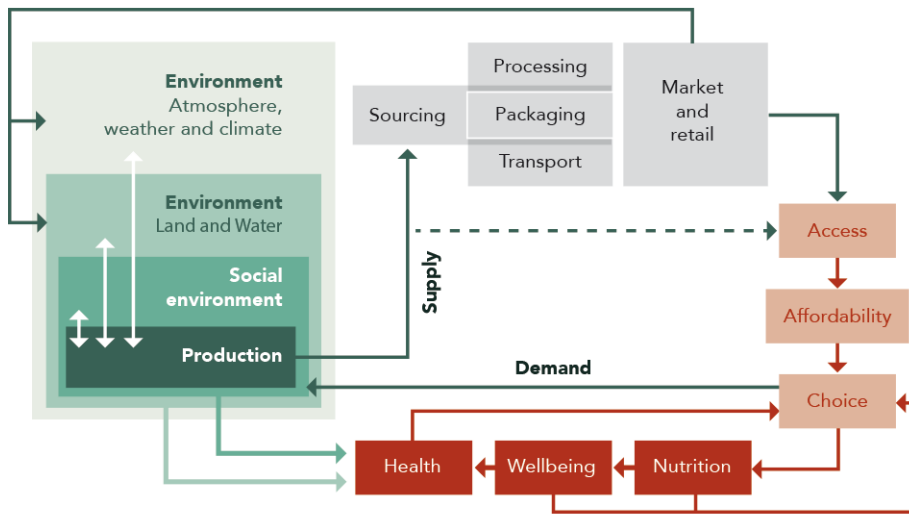 Environment
Atmosphere,
weather and climate
Environment
Land and Water
Social
environment
Production
Supply
Sourcing
Processing
Packaging
Transport
Market
and
retail
Access
Affordability
Demand
Choice
Health
Wellbeing
Nutrition